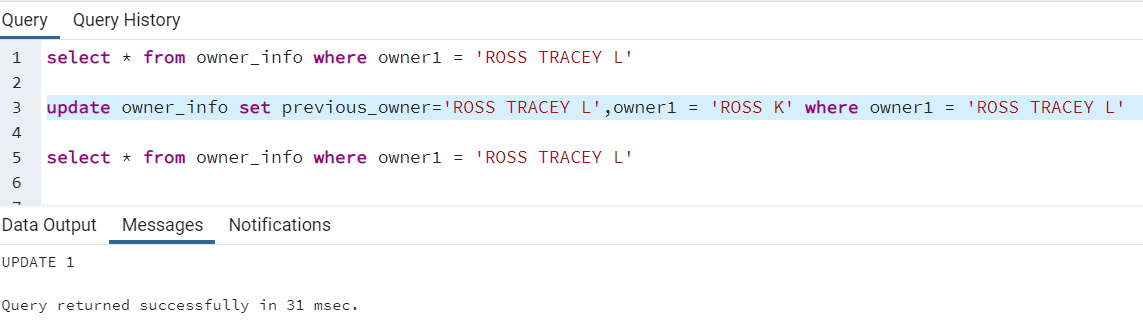 Query Query History
1 select * from owner_info where owner1 = 'ROSS TRACEY L'
2
3 update owner_info set previous_owner='ROSS TRACEY L',owner1 = 'ROSS K' where owner1 = 'ROSS TRACEY L'
4
5 select * from owner_info where owner1 = 'ROSS TRACEY L'
6
Data Output Messages Notifications
UPDATE 1
Query returned successfully in 31 msec.